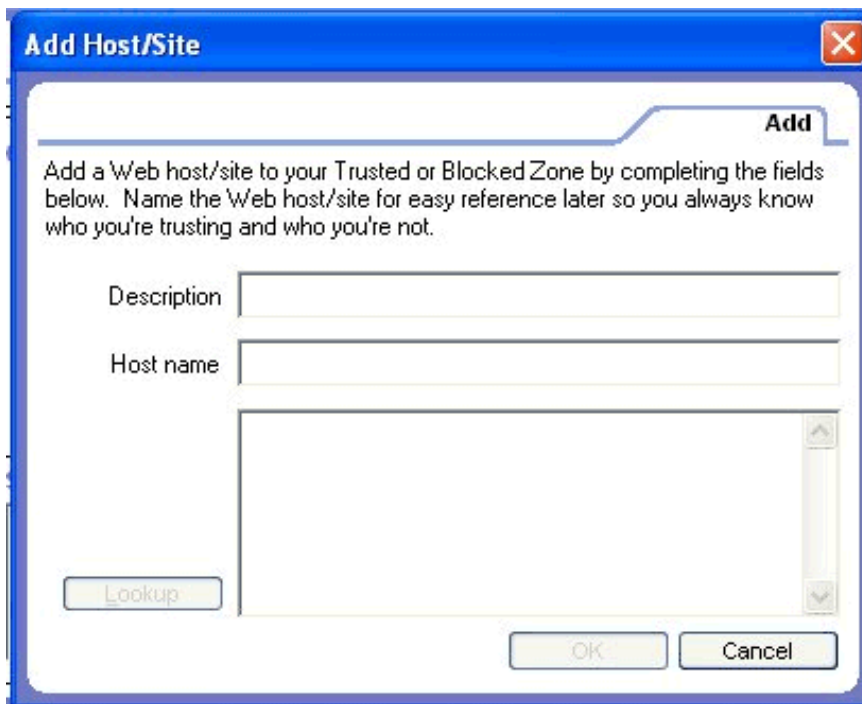 Add Host/Site
Add
Add a Web host/site to your Trusted or Blocked Zone by completing the fields
below.  Name the Web host/site for easy reference later so you always know
who you're trusting and who you're not.
Description
Host name
Lookup
OK
Cancel